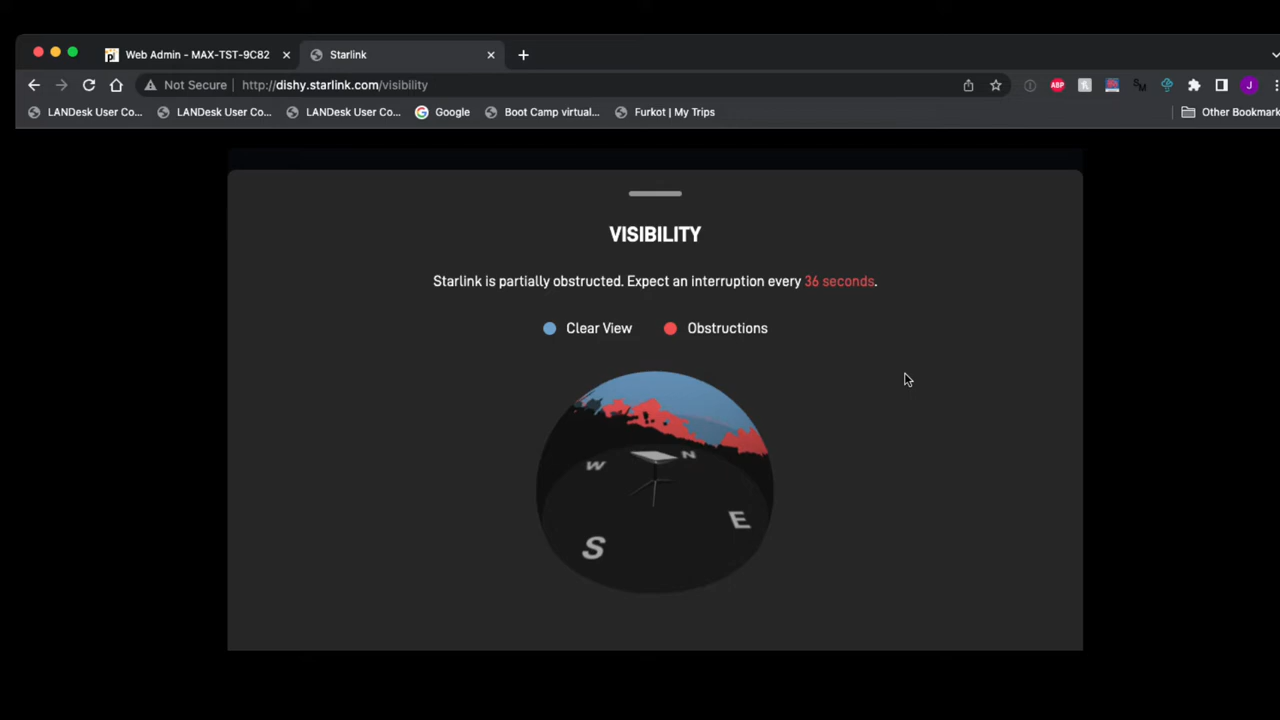 Web Admin - MAX-TST-9C82
Starlink
Not Secure
http://dishy.starlink.com/visibility
ABP
J
LANDesk User Co...
LANDesk User Co...
LANDesk User Co...
Google
Boot Camp virtual...
Furkot | My Trips
Other Bookmark
VISIBILITY
Starlink is partially obstructed. Expect an interruption every 36 seconds.
Clear View
Obstructions
W
N
E
S